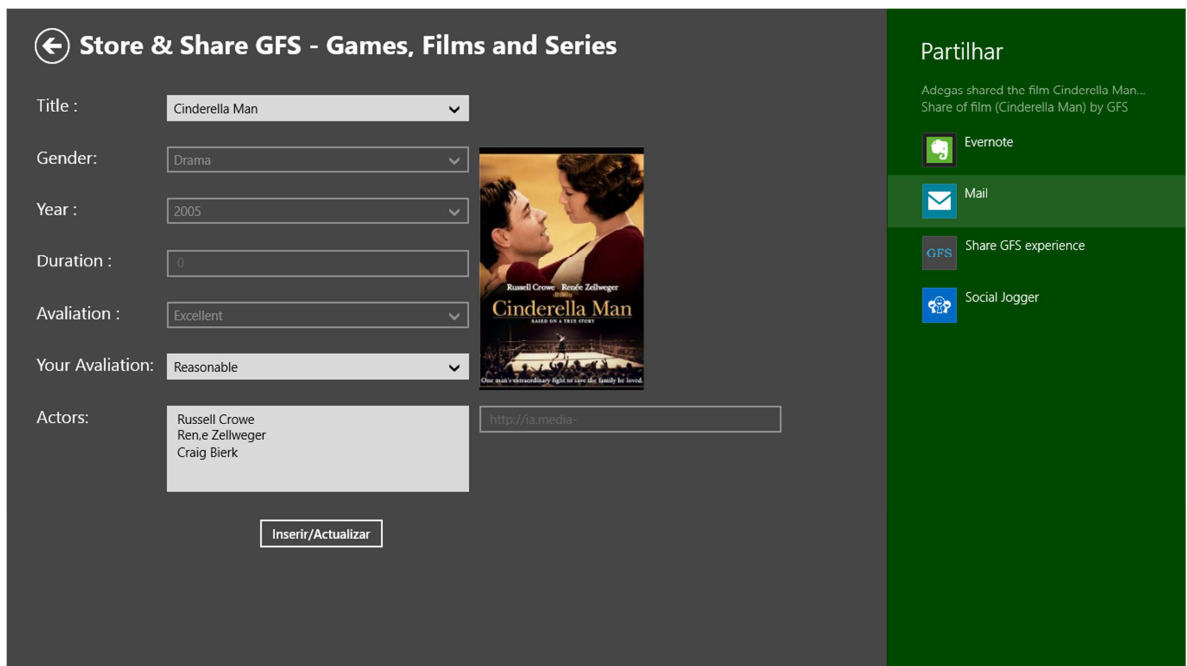 Store & Share GFS - Games, Films and Series
Title :
Cinderella Man
Gender:
Drama
Year :
2005
Duration :
0
Avaliation :
Excellent
Your Avaliation:
Reasonable
Actors:
Russell Crowe
Ren,e Zellweger
Craig Bierk
Russell Crowe Renée Zellweger
Cinderella Man
BASED ON A TRUE STORY
One man's extraordinary fight to save the family he loved.
http://ia.media-
Inserir/Actualizar
Partilhar
Adegas shared the film Cinderella Man...
Share of film (Cinderella Man) by GFS
Evernote
Mail
GFS
Share GFS experience
Social Jogger